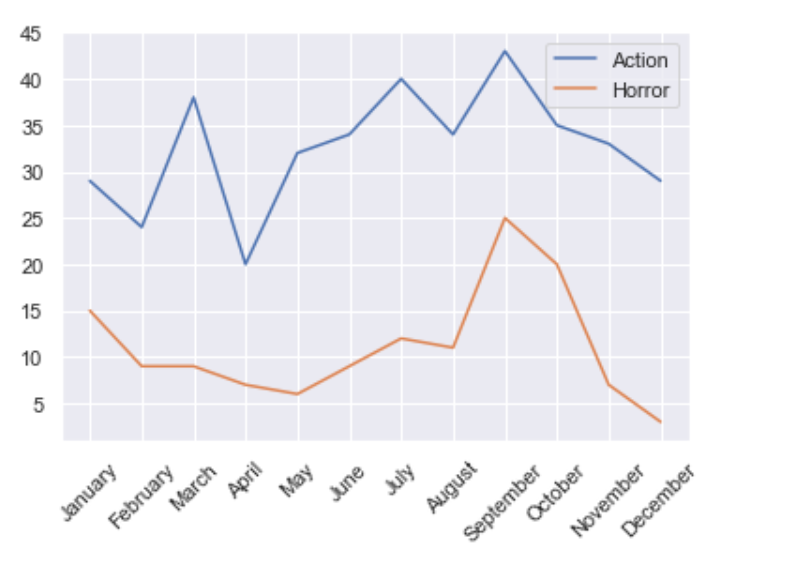 45
40
35
30
25
20
15
10
5
Action
Horror
January
February
March
April
May
June
July
August
September
October
November
December